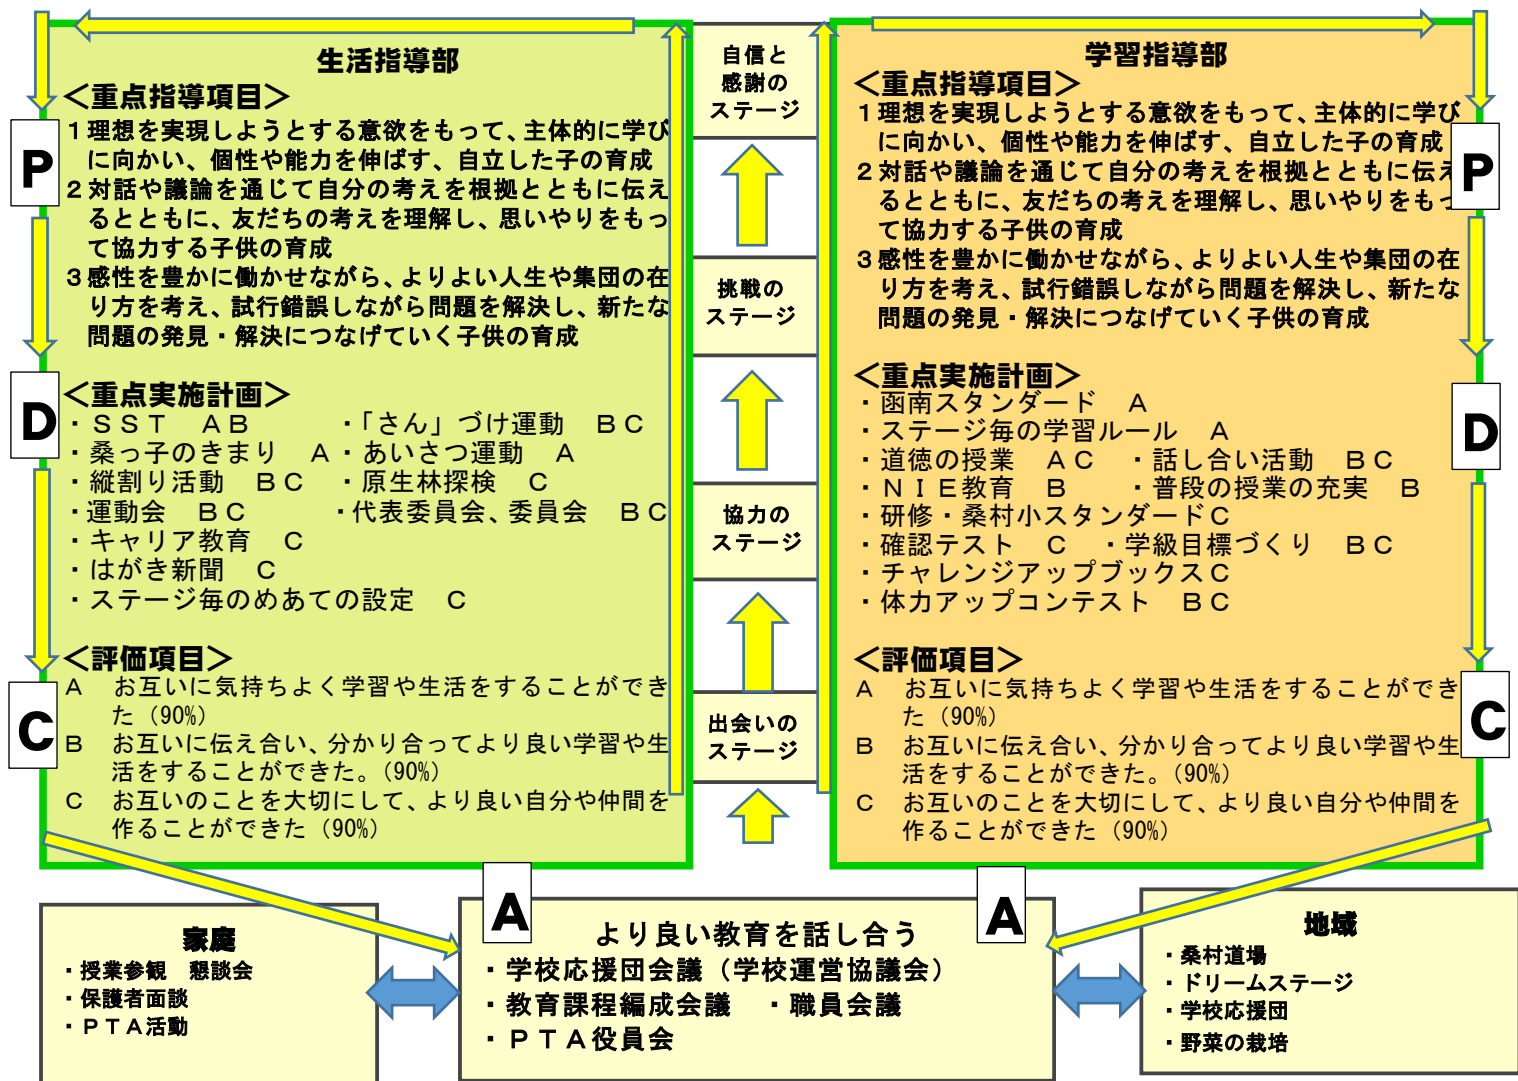 生活指導部
<重点指導項目>
1理想を実現しようとする意欲をもって、主体的に学び
に向かい、個性や能力を伸ばす、自立した子の育成
2対話や議論を通じて自分の考えを根拠とともに伝え
るとともに、友だちの考えを理解し、思いやりをもっ
て協力する子供の育成
3感性を豊かに働かせながら、よりよい人生や集団の在
り方を考え、試行錯誤しながら問題を解決し、新たな
問題の発見・解決につなげていく子供の育成
P
<重点実施計画>
・SST AB ・「さん」づけ運動 BC
・桑っ子のきまり A ・あいさつ運動 A
・縦割り活動 BC ・原生林探検 C
・運動会 BC ・代表委員会、委員会 BC
・キャリア教育 C
・はがき新聞 C
・ステージ毎のめあての設定 C
D
<評価項目>
A お互いに気持ちよく学習や生活をすることができ
た(90%)
B お互いに伝え合い、分かり合ってより良い学習や生
活をすることができた。(90%)
C お互いのことを大切にして、より良い自分や仲間を
作ることができた(90%)
C
自信と
感謝の
ステージ
挑戦の
ステージ
協力の
ステージ
出会いの
ステージ
学習指導部
<重点指導項目>
1理想を実現しようとする意欲をもって、主体的に学び
に向かい、個性や能力を伸ばす、自立した子の育成
2対話や議論を通じて自分の考えを根拠とともに伝え
るとともに、友だちの考えを理解し、思いやりをもっ
て協力する子供の育成
3感性を豊かに働かせながら、よりよい人生や集団の在
り方を考え、試行錯誤しながら問題を解決し、新たな
問題の発見・解決につなげていく子供の育成
P
<重点実施計画>
・函南スタンダード A
・ステージ毎の学習ルール A
・道徳の授業 AC ・話し合い活動 BC
・NIE教育 B ・普段の授業の充実 B
・研修・桑村小スタンダードC
・確認テスト C ・学級目標づくり BC
・チャレンジアップブックスC
・体力アップコンテスト BC
D
<評価項目>
A お互いに気持ちよく学習や生活をすることができ
た(90%)
B お互いに伝え合い、分かり合ってより良い学習や生
活をすることができた。(90%)
C お互いのことを大切にして、より良い自分や仲間を
作ることができた(90%)
C
家庭
・授業参観 懇談会
・保護者面談
・PTA活動
A
A
より良い教育を話し合う
・学校応援団会議(学校運営協議会)
・教育課程編成会議 ・職員会議
・PTA役員会
地域
・桑村道場
・ドリームステージ
・学校応援団
・野菜の栽培